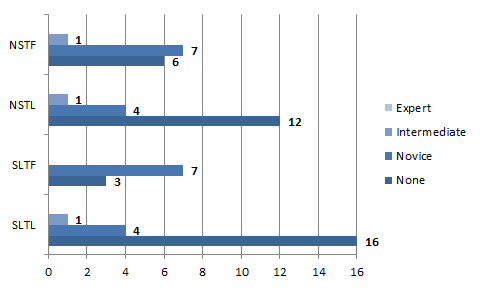 NSTF
1
7
6
NSTL
1
4
12
SLTF
7
3
SLTL
1
4
16
0 2 4 6 8 10 12 14 16
Expert
Intermediate
Novice
None